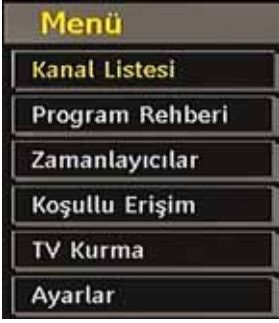 Menü
Kanal Listesi
Program Rehberi
Zamanlayıcılar
Koşullu Erişim
TV Kurma
Ayarlar